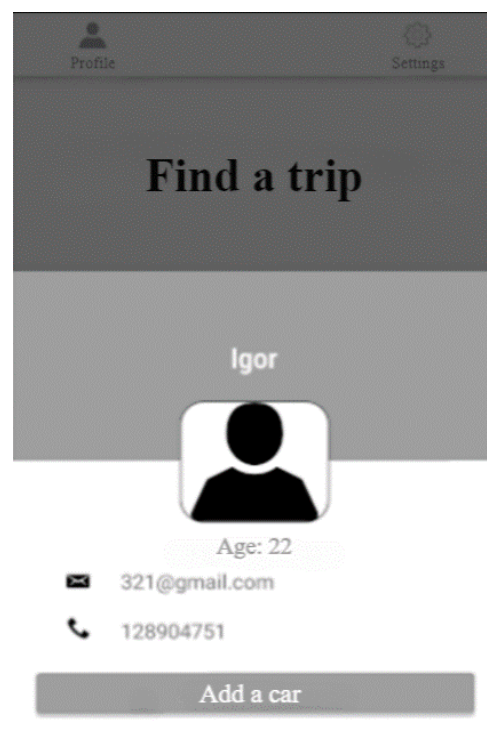 Profile
Settings
Find a trip
Igor
Age: 22
321@gmail.com
128904751
Add a car